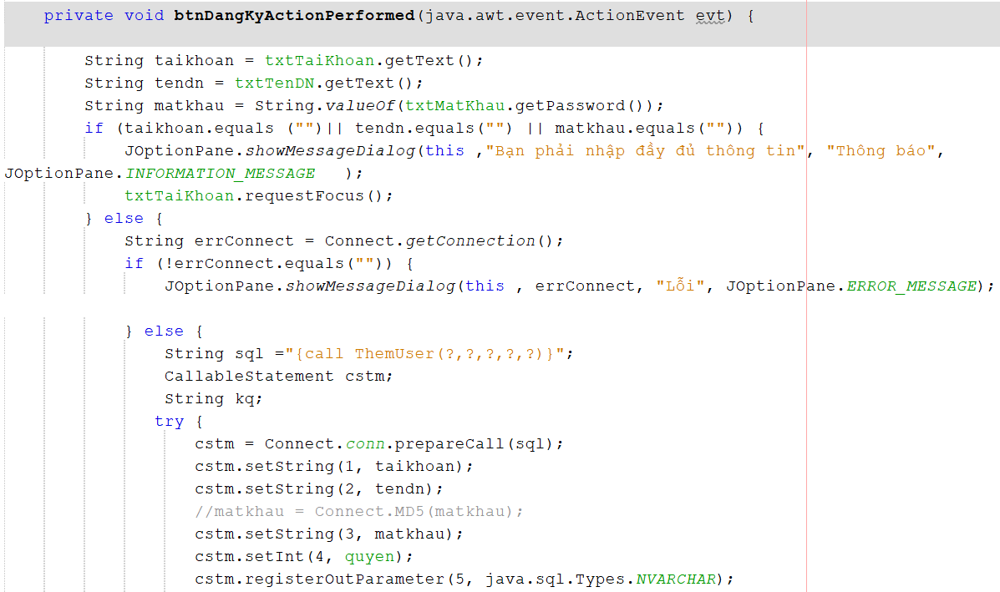 private void btnDangKyActionPerformed(java.awt.event.ActionEvent evt) {
String taikhoan = txtTaiKhoan.getText();
String tendn = txtTenDN.getText();
String matkhau = String.valueOf(txtMatKhau.getPassword());
if (taikhoan.equals ("")|| tendn.equals("") || matkhau.equals("")) {
JOptionPane.showMessageDialog(this ,"Bạn phải nhập đầy đủ thông tin", "Thông báo",
JOptionPane.INFORMATION_MESSAGE   );
txtTaiKhoan.requestFocus();
} else {
String errConnect = Connect.getConnection();
if (!errConnect.equals("")) {
JOptionPane.showMessageDialog(this , errConnect, "Lỗi", JOptionPane.ERROR_MESSAGE);
} else {
String sql ="{call ThemUser(?,?,?,?,?)}";
CallableStatement cstm;
String kq;
try {
cstm = Connect.conn.prepareCall(sql);
cstm.setString(1, taikhoan);
cstm.setString(2, tendn);
//matkhau = Connect.MD5(matkhau);
cstm.setString(3, matkhau);
cstm.setInt(4, quyen);
cstm.registerOutParameter(5, java.sql.Types.NVARCHAR);